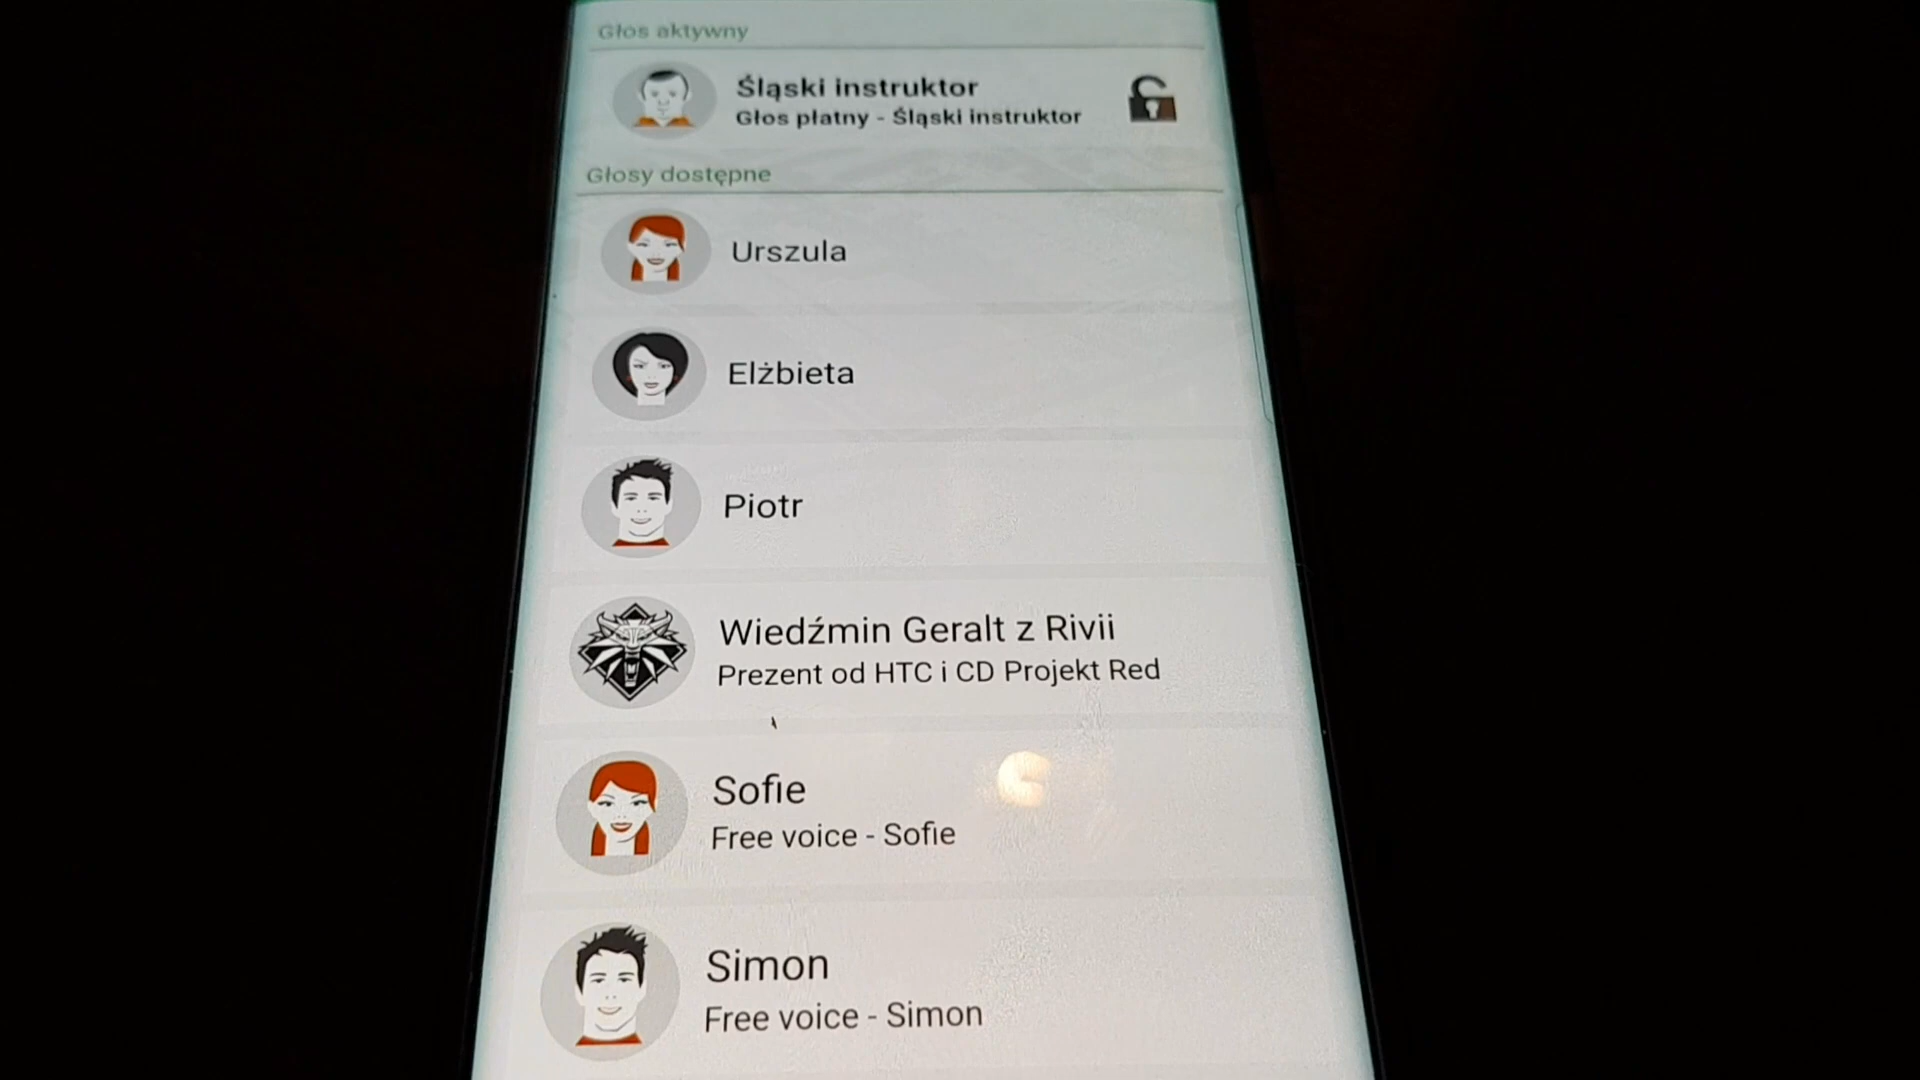 Głos aktywny
Śląski instruktor
Głos płatny - Śląski instruktor
Głosy dostępne
Urszula
Elżbieta
Piotr
Wiedźmin Geralt z Rivii
Prezent od HTC i CD Projekt Red
Sofie
Free voice - Sofie
Simon
Free voice - Simon